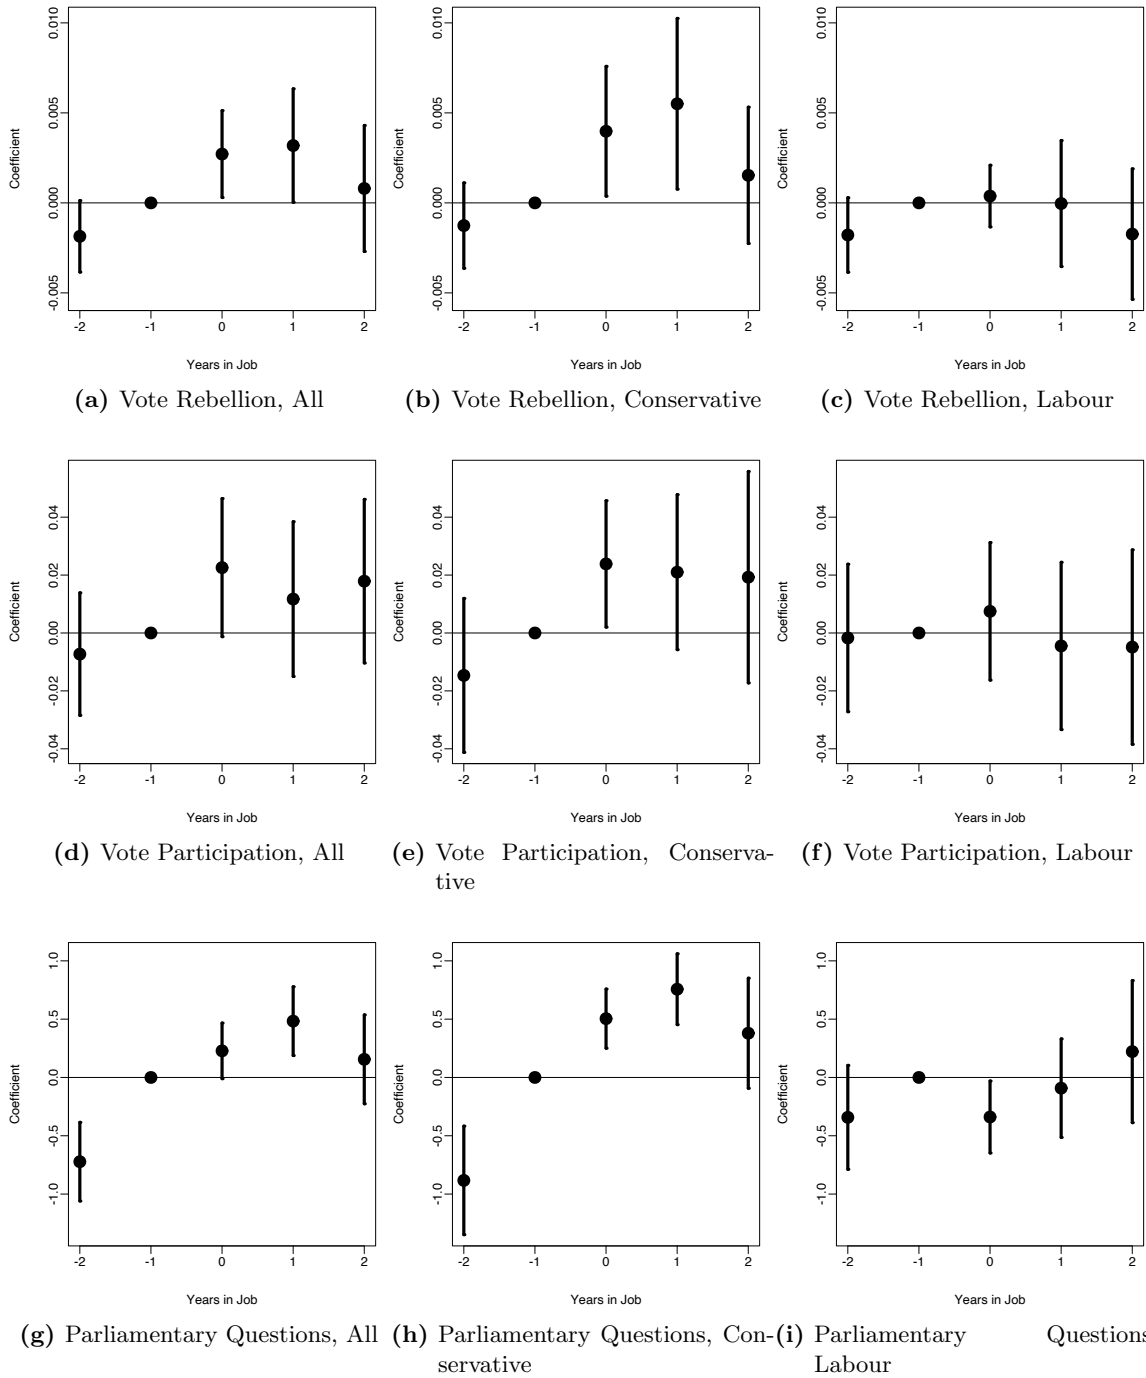 0.010
0.005
0.000
-0.005
Coefficient
-2 -1 0 1 2
Years in Job
(a) Vote Rebellion, All
0.010
0.005
0.000
-0.005
Coefficient
-2 -1 0 1 2
Years in Job
(b) Vote Rebellion, Conservative
0.010
0.005
0.000
-0.005
Coefficient
-2 -1 0 1 2
Years in Job
(c) Vote Rebellion, Labour
0.04
0.02
0.00
-0.02
-0.04
Coefficient
-2 -1 0 1 2
Years in Job
(d) Vote Participation, All
0.04
0.02
0.00
-0.02
-0.04
Coefficient
-2 -1 0 1 2
Years in Job
(e) Vote Participation, Conserva-
tive
0.04
0.02
0.00
-0.02
-0.04
Coefficient
-2 -1 0 1 2
Years in Job
(f) Vote Participation, Labour
1.0
0.5
0.0
-0.5
-1.0
Coefficient
-2 -1 0 1 2
Years in Job
(g) Parliamentary Questions, All
1.0
0.5
0.0
-0.5
-1.0
Coefficient
-2 -1 0 1 2
Years in Job
(h) Parliamentary Questions, Con-
servative
1.0
0.5
0.0
-0.5
-1.0
Coefficient
-2 -1 0 1 2
Years in Job
(i) Parliamentary Questions
Labour